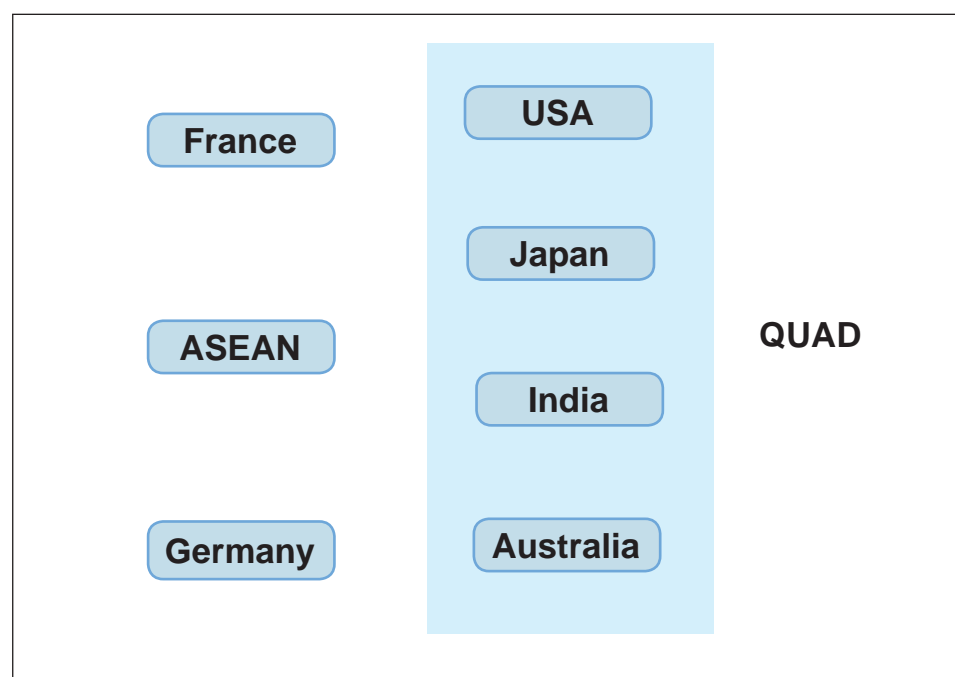 France
ASEAN
Germany
USA
Japan
India
Australia
QUAD